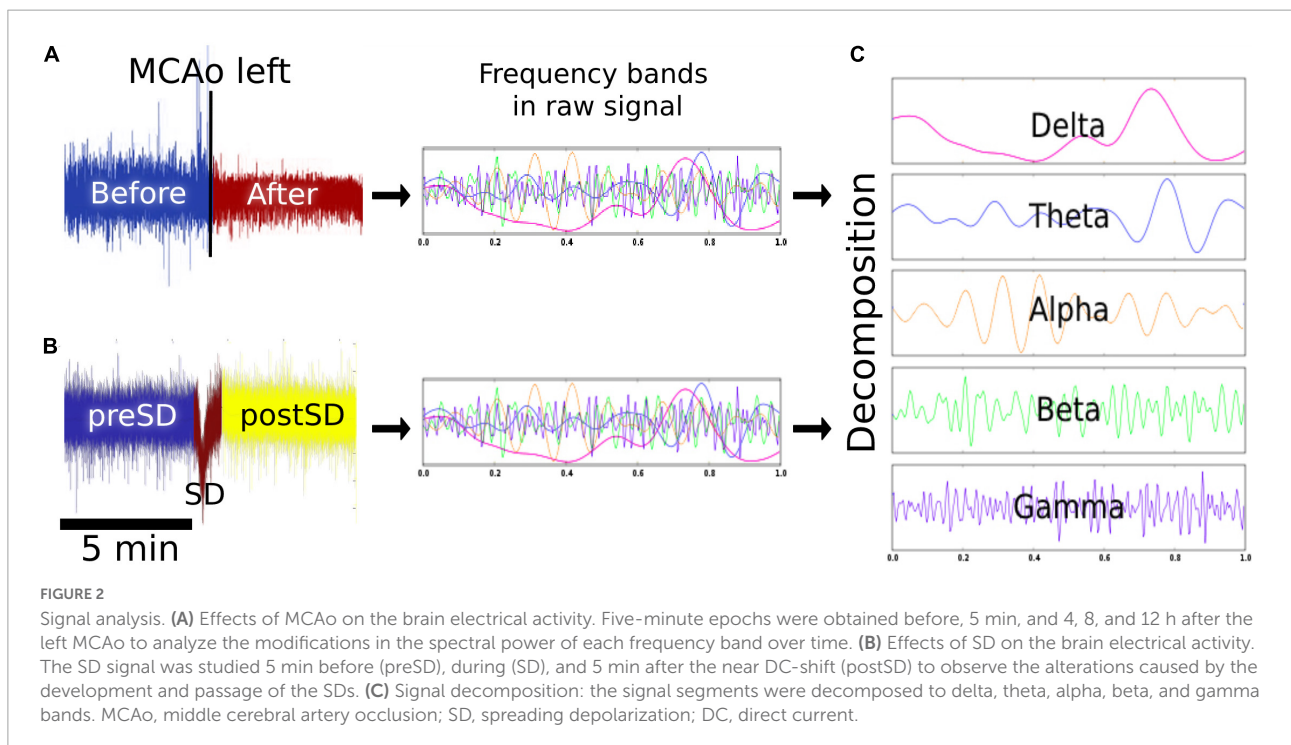 A
MCAo left
Before
After
Frequency bands
in raw signal
0.0 0.2 0.4 0.6 0.8 1.0
B
preSD
postSD
SD
5 min
0.0 0.2 0.4 0.6 0.8 1.0
C
Decomposition
Delta
Theta
Alpha
Beta
Gamma
0.0 0.2 0.4 0.6 0.8 1.0
FIGURE 2
Signal analysis. (A) Effects of MCAo on the brain electrical activity. Five-minute epochs were obtained before, 5 min, and 4, 8, and 12 h after the
left MCAo to analyze the modifications in the spectral power of each frequency band over time. (B) Effects of SD on the brain electrical activity.
The SD signal was studied 5 min before (preSD), during (SD), and 5 min after the near DC-shift (postSD) to observe the alterations caused by the
development and passage of the SDs. (C) Signal decomposition: the signal segments were decomposed to delta, theta, alpha, beta, and gamma
bands. MCAo, middle cerebral artery occlusion; SD, spreading depolarization; DC, direct current.